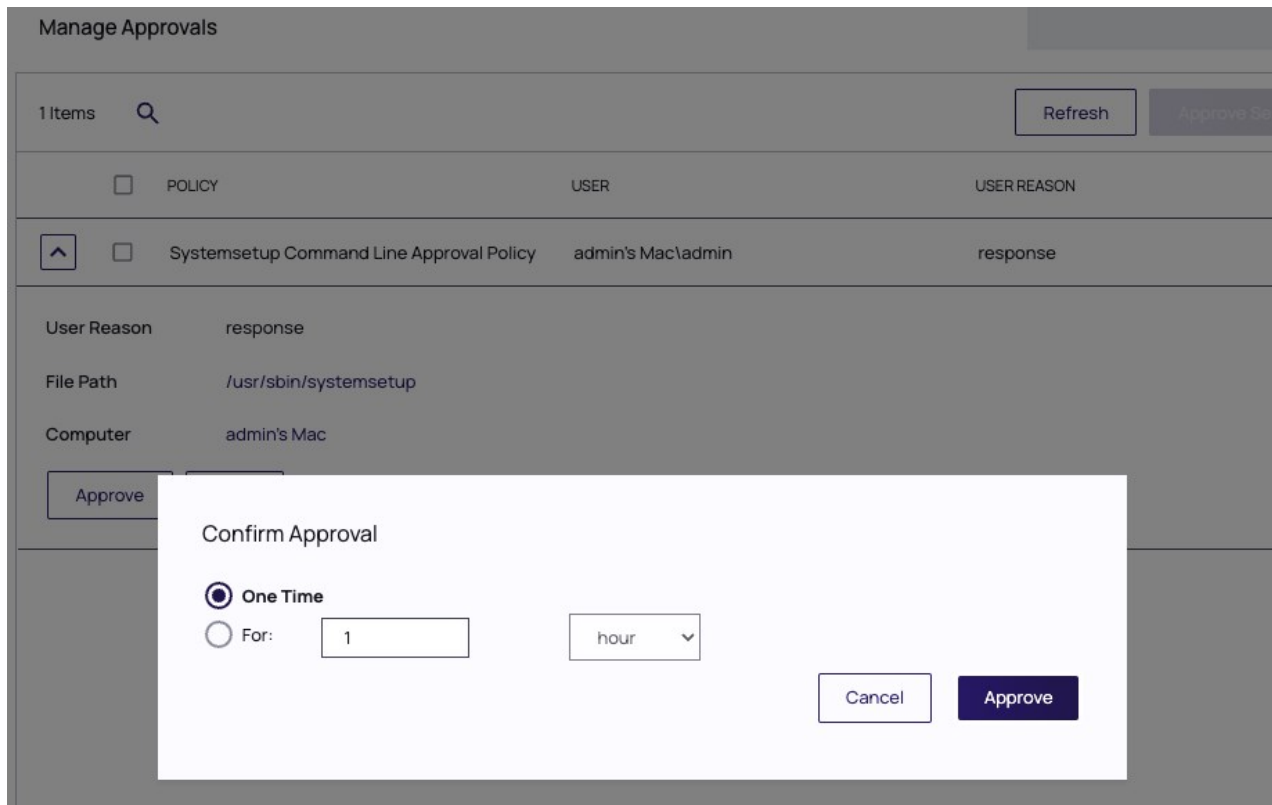 Manage Approvals
1 Items
Refresh
Approve Se
POLICY USER USER REASON
Systemsetup Command Line Approval Policy admin's Mac\admin response
User Reason response
File Path /usr/sbin/systemsetup
Computer admin's Mac
Approve
Confirm Approval
One Time
For: 1 hour
Cancel Approve